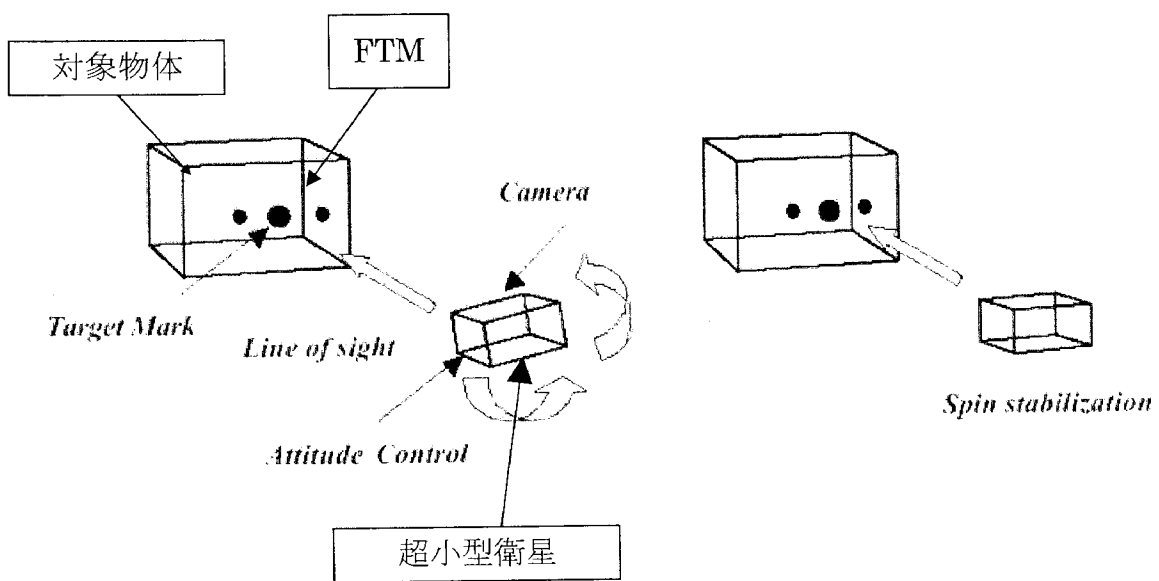 対象物体
FTM
Camera
Target Mark
Line of sight
Attitude Control
Spin stabilization
超小型衛星